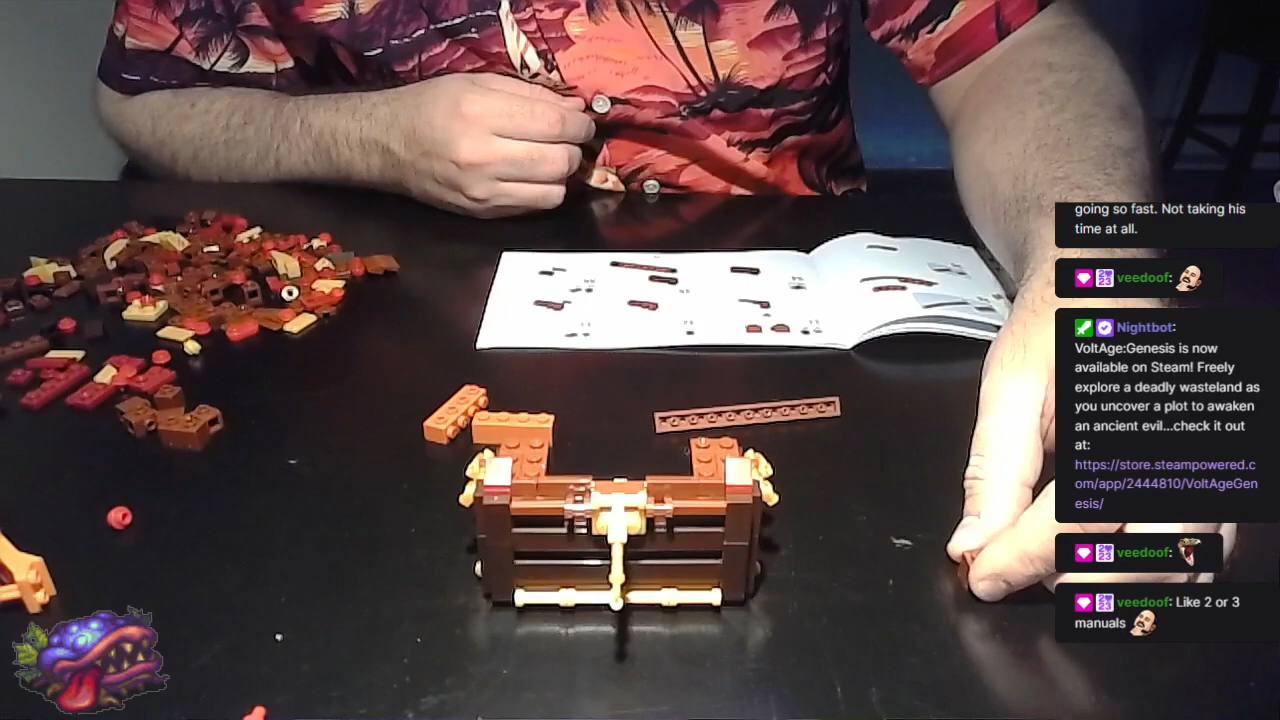 going so fast. Not taking his
time at all.
veedoof:
Nightbot:
VoltAge:Genesis is now
available on Steam! Freely
explore a deadly wasteland as
you uncover a plot to awaken
an ancient evil...check it out
at:
https://store.steampowered.c
om/app/2444810/VoltAgeGen
esis/
veedoof:
veedoof: Like 2 or 3
manuals